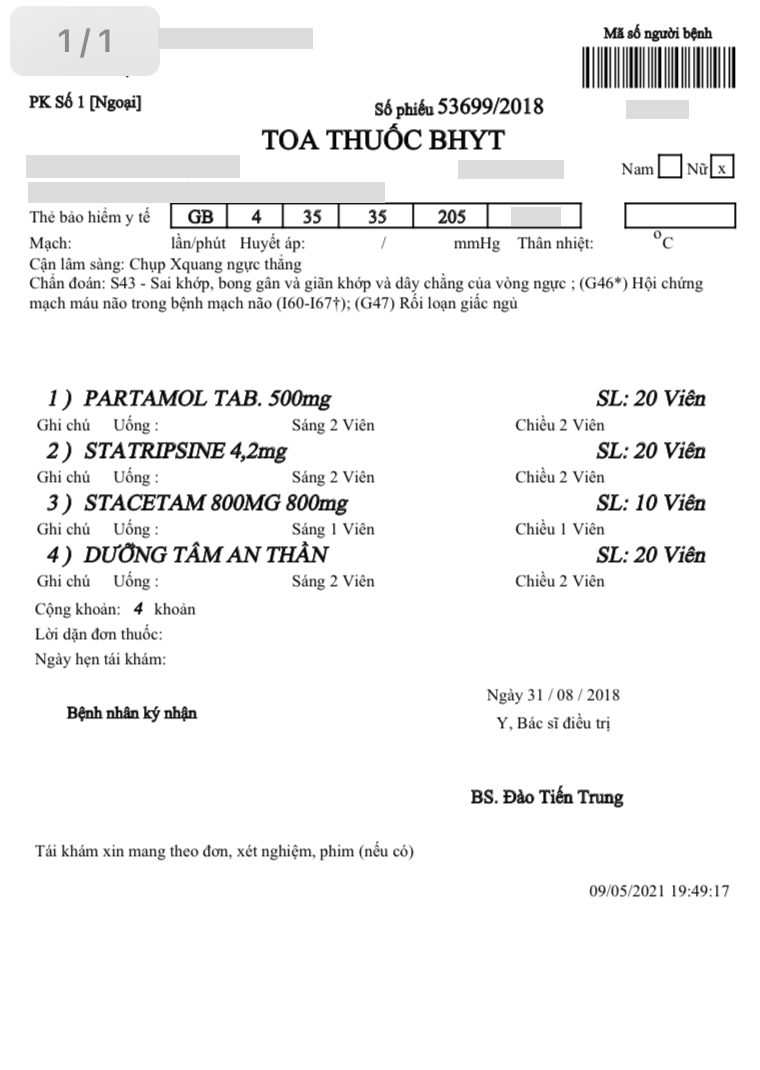 1/1
Mã số người bệnh
PK Số 1 [Ngoại]
Số phiếu 53699/2018
TOA THUỐC BHYT
Nam Nữ x
Thẻ bảo hiểm y tế GB 4 35 35 205
Mạch: lần/phút Huyết áp: / mmHg Thân nhiệt: °C
Cận lâm sàng: Chụp Xquang ngực thẳng
Chẩn đoán: S43 - Sai khớp, bong gân và giãn khớp và dây chằng của vòng ngực ; (G46*) Hội chứng
mạch máu não trong bệnh mạch não (I60-I67†); (G47) Rối loạn giấc ngủ
1 ) PARTAMOL TAB. 500mg SL: 20 Viên
Ghi chú Uống : Sáng 2 Viên Chiều 2 Viên
2 ) STATRIPSINE 4,2mg SL: 20 Viên
Ghi chú Uống : Sáng 2 Viên Chiều 2 Viên
3 ) STACETAM 800MG 800mg SL: 10 Viên
Ghi chú Uống : Sáng 1 Viên Chiều 1 Viên
4 ) DƯỠNG TÂM AN THẦN SL: 20 Viên
Ghi chú Uống : Sáng 2 Viên Chiều 2 Viên
Cộng khoản: 4 khoản
Lời dặn đơn thuốc:
Ngày hẹn tái khám:
Ngày 31 / 08 / 2018
Bệnh nhân ký nhận
Y, Bác sĩ điều trị
BS. Đào Tiến Trung
Tái khám xin mang theo đơn, xét nghiệm, phim (nếu có)
09/05/2021 19:49:17